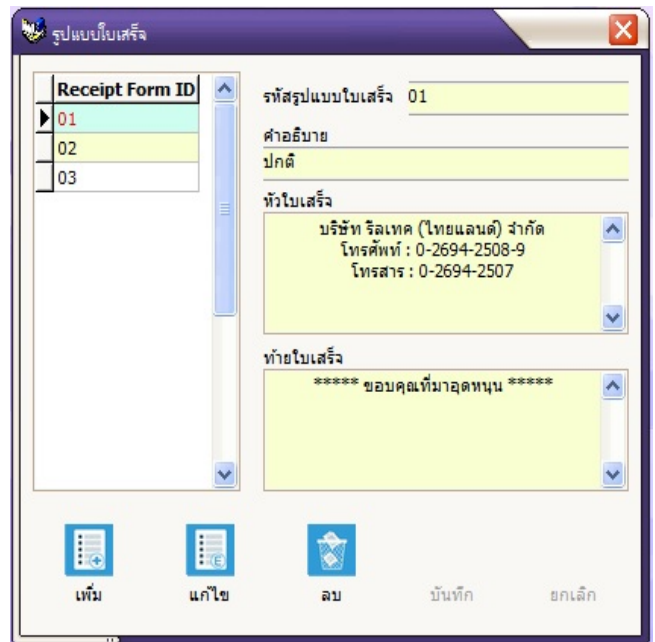 รูปแบบใบเสร็จ
Receipt Form ID
01
02
03
รหัสรูปแบบใบเสร็จ 01
คำอธิบาย
ปกติ
หัวใบเสร็จ
บริษัท รีลเทค (ไทยแลนด์) จำกัด
โทรศัพท์ : 0-2694-2508-9
โทรสาร : 0-2694-2507
ท้ายใบเสร็จ
***** ขอบคุณที่มาอุดหนุน *****
เพิ่ม แก้ไข ลบ บันทึก ยกเลิก